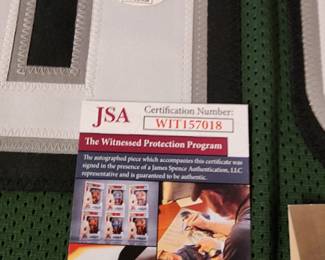 JSA
Certification Number:
WIT157018
The Witnessed Protection Program
The autographed piece which accompanies this certificate was
signed in the presence of a James Spence Authentication, LLC
representative and is guaranteed to be authentic.